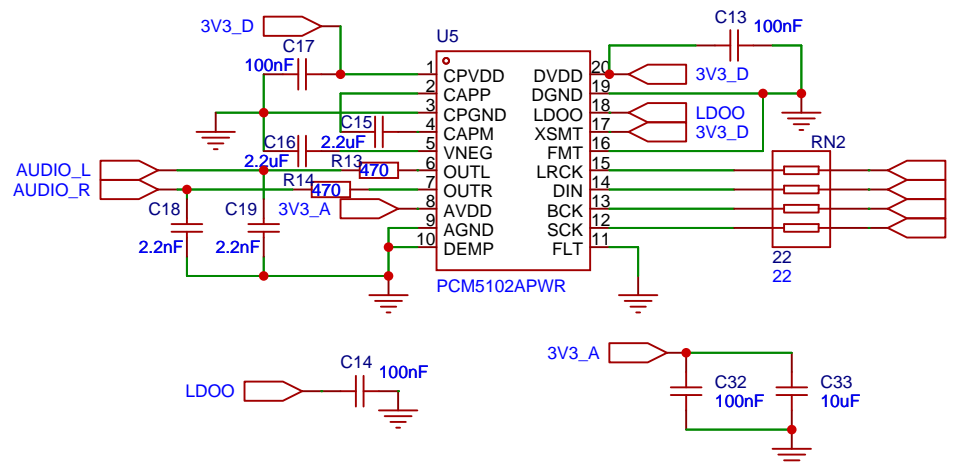 3V3_D
C17
100nF
U5
C13
100nF
1 CPVDD DVDD 20
3V3_D
2 CAPP DGND 19
3 CPGND LDOO 18
LDOO
C15
2.2uF
4 CAPM XSMT 17
3V3_D
C16
2.2uF
5 VNEG FMT 16
RN2
AUDIO_L
R13
470
6 OUTL LRCK 15
AUDIO_R
R14
470
7 OUTR DIN 14
C18
C19
3V3_A
8 AVDD BCK 13
9 AGND SCK 12
2.2nF
2.2nF
10 DEMP FLT 11
22
22
PCM5102APWR
3V3_A
LDOO
C14
100nF
C32
100nF
C33
10uF